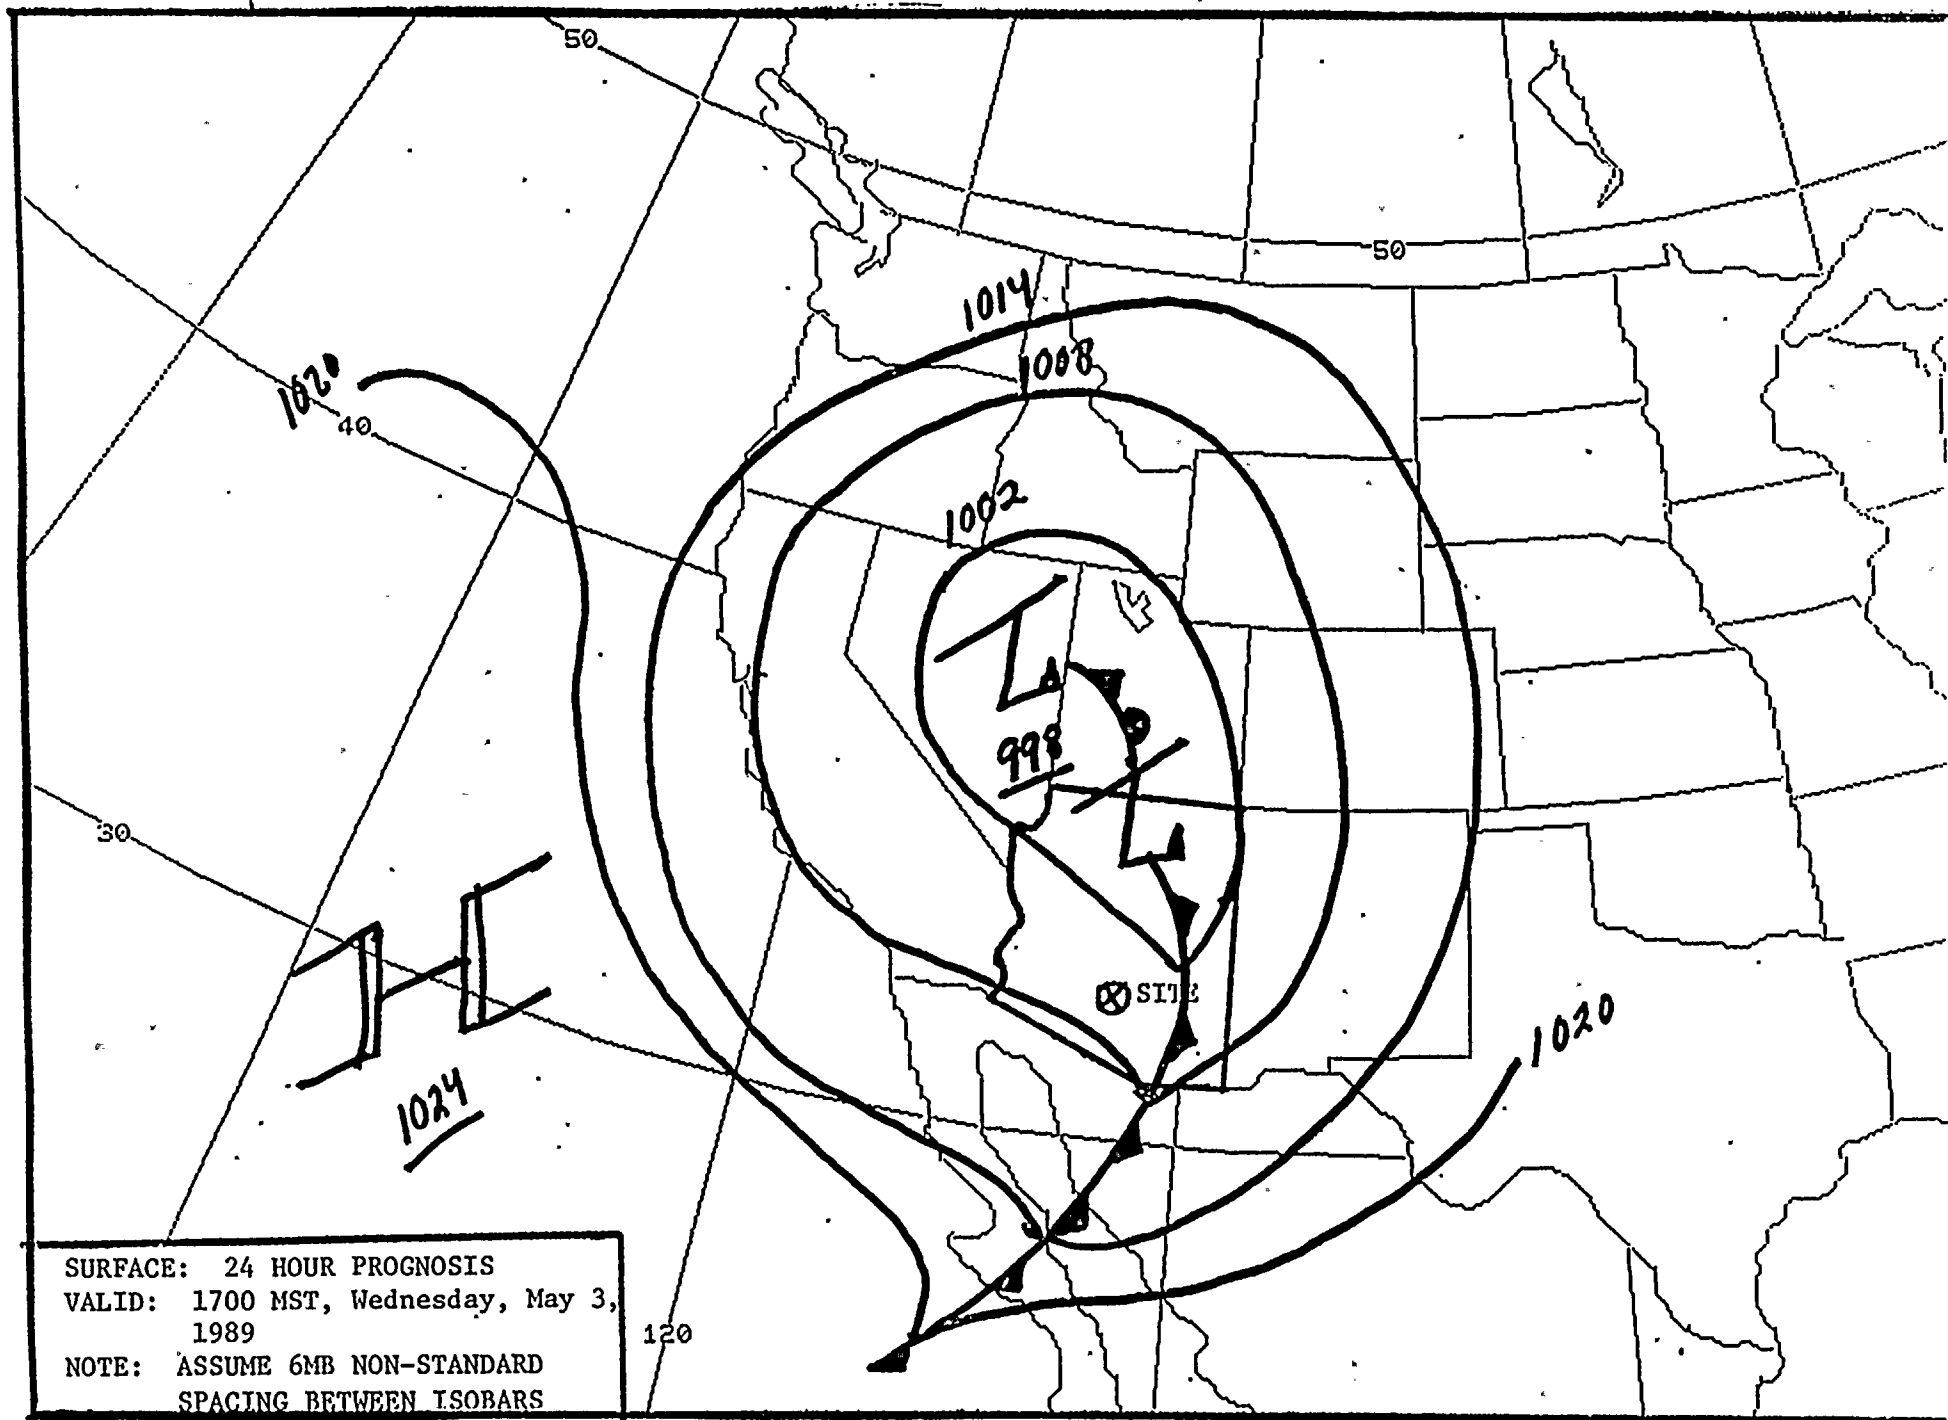 50
50
1014
1008
1020
40
1002
L
998
L
30
H
1024
SITE
1020
120
SURFACE: 24 HOUR PROGNOSIS
VALID: 1700 MST, Wednesday, May 3,
1989
NOTE: ASSUME 6MB NON-STANDARD
SPACING BETWEEN ISOBARS